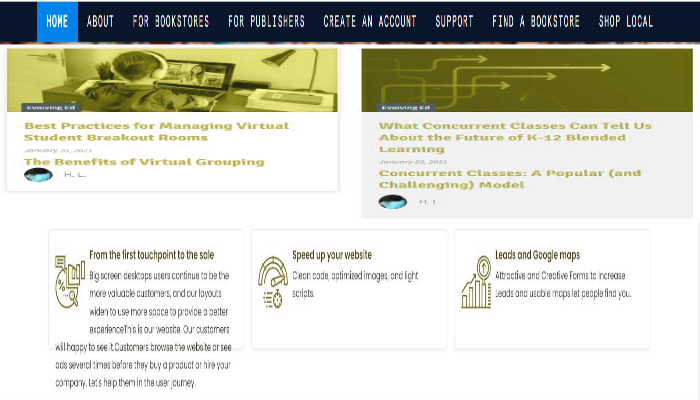 HOME ABOUT FOR BOOKSTORES FOR PUBLISHERS CREATE AN ACCOUNT SUPPORT FIND A BOOKSTORE SHOP LOCAL
Evolving Ed
Best Practices for Managing Virtual
Student Breakout Rooms
January 26, 2021
The Benefits of Virtual Grouping
H. L.
Evolving Ed
What Concurrent Classes Can Tell Us
About the Future of K-12 Blended
Learning
January 20, 2021
Concurrent Classes: A Popular (and
Challenging) Model
H. L.
From the first touchpoint to the sale
Big screen desktops users continue to be the
more valuable customers, and our layouts
widen to use more space to provide a better
experienceThis is our website. Our customers
will happy to see it.Customers browse the website or see
ads several times before they buy a product or hire your
company. Let's help them in the user journey.
Speed up your website
Clean code, optimized images, and light
scripts.
Leads and Google maps
Attractive and Creative Forms to Increase
Leads and usable maps let people find you.